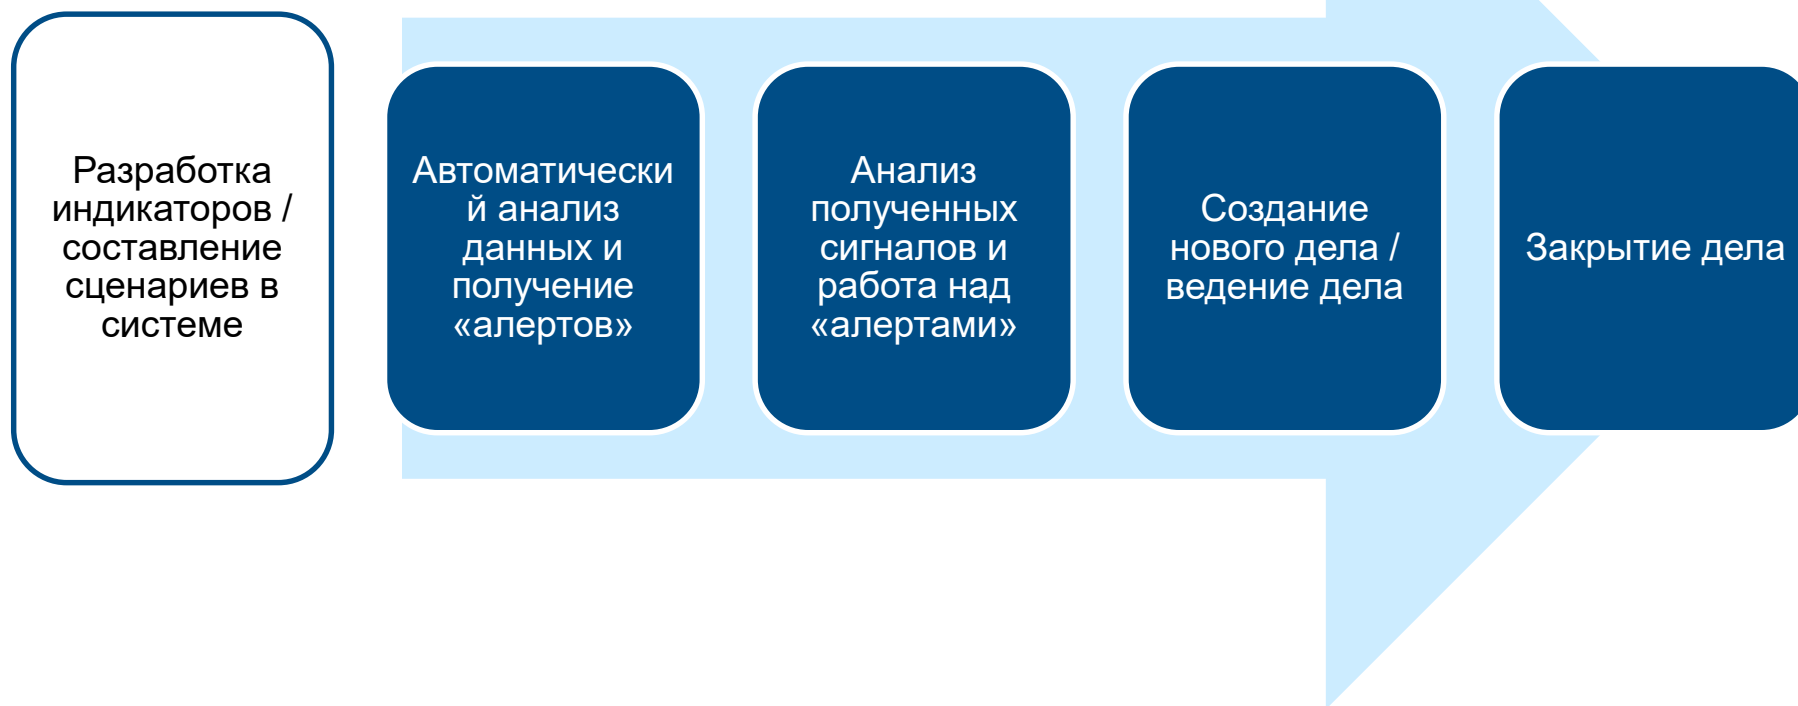 Разработка
индикаторов /
составление
сценариев в
системе
Автоматически
й анализ
данных и
получение
«алертов»
Анализ
полученных
сигналов и
работа над
«алертами»
Создание
нового дела /
ведение дела
Закрытие дела